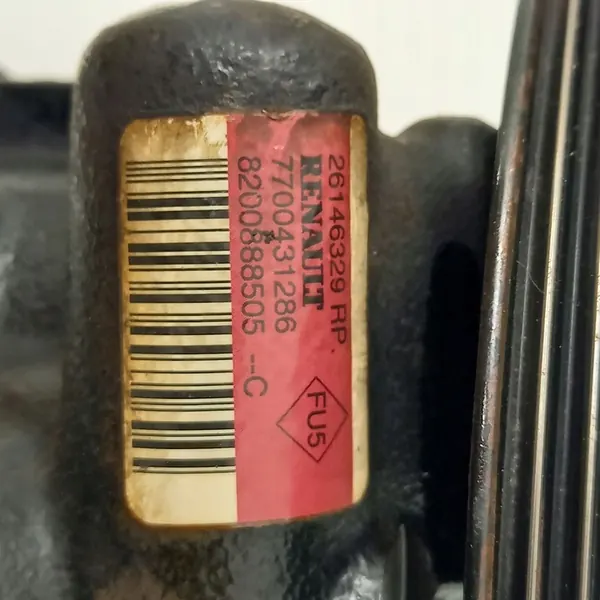 26146329 RP.
RENAULT
7700431286
8200888505 --C
FU5